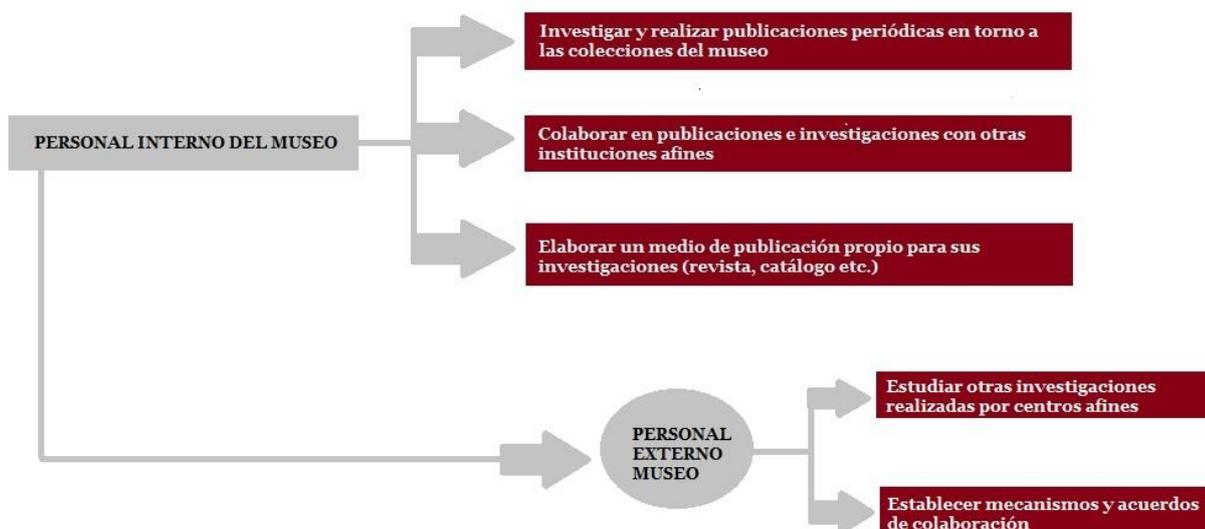 Investigar y realizar publicaciones periódicas en torno a
las colecciones del museo
PERSONAL INTERNO DEL MUSEO
Colaborar en publicaciones e investigaciones con otras
instituciones afines
Elaborar un medio de publicación propio para sus
investigaciones (revista, catálogo etc.)
PERSONAL
EXTERNO
MUSEO
Estudiar otras investigaciones
realizadas por centros afines
Establecer mecanismos y acuerdos
de colaboración